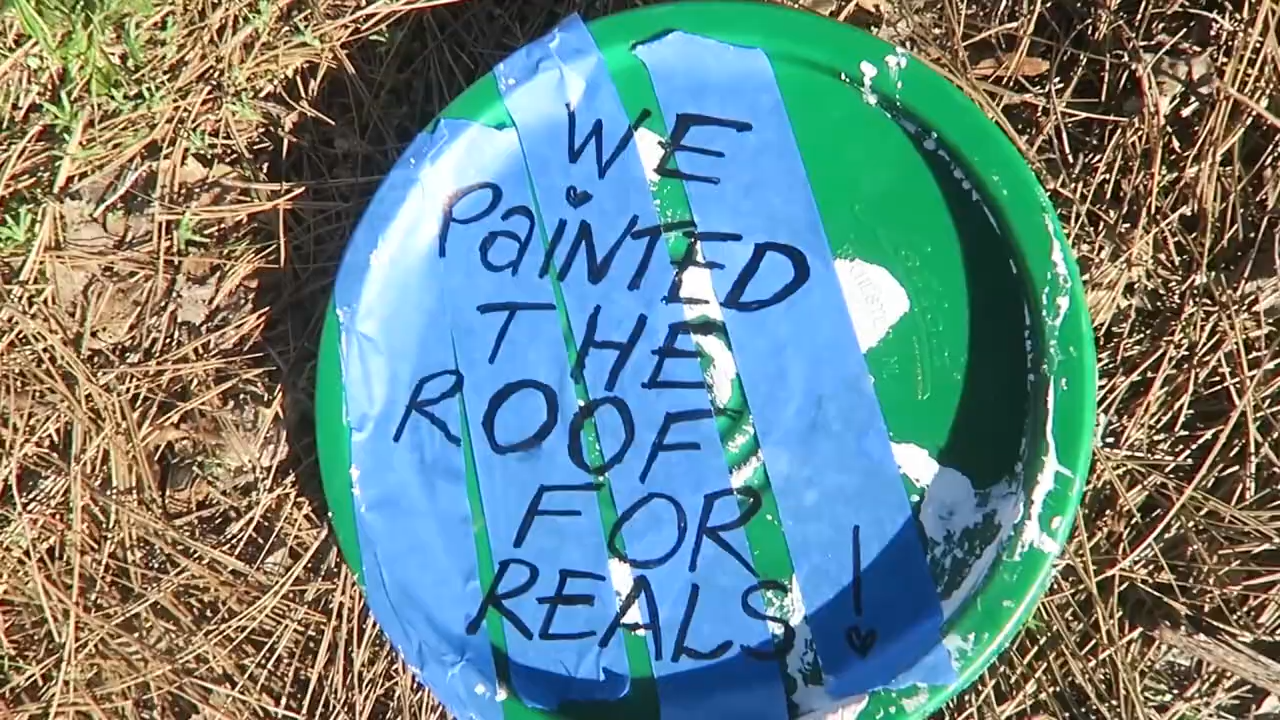 WE
PaiNTED
THE
ROOF
FOR
REALS!